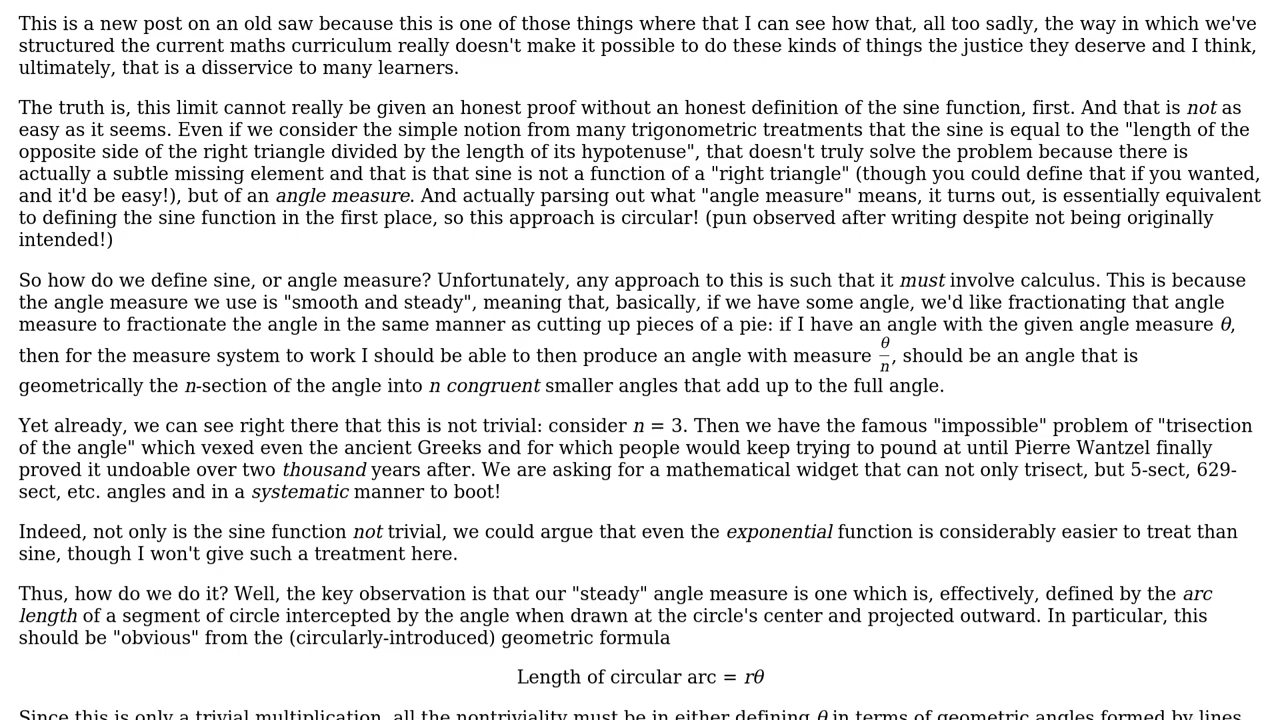 This is a new post on an old saw because this is one of those things where that I can see how that, all too sadly, the way in which we've
structured the current maths curriculum really doesn't make it possible to do these kinds of things the justice they deserve and I think,
ultimately, that is a disservice to many learners.
The truth is, this limit cannot really be given an honest proof without an honest definition of the sine function, first. And that is not as
easy as it seems. Even if we consider the simple notion from many trigonometric treatments that the sine is equal to the "length of the
opposite side of the right triangle divided by the length of its hypotenuse", that doesn't truly solve the problem because there is
actually a subtle missing element and that is that sine is not a function of a "right triangle" (though you could define that if you wanted,
and it'd be easy!), but of an angle measure. And actually parsing out what "angle measure" means, it turns out, is essentially equivalent
to defining the sine function in the first place, so this approach is circular! (pun observed after writing despite not being originally
intended!)
So how do we define sine, or angle measure? Unfortunately, any approach to this is such that it must involve calculus. This is because
the angle measure we use is "smooth and steady", meaning that, basically, if we have some angle, we'd like fractionating that angle
measure to fractionate the angle in the same manner as cutting up pieces of a pie: if I have an angle with the given angle measure θ,
then for the measure system to work I should be able to then produce an angle with measure θ/n, should be an angle that is
geometrically the n-section of the angle into n congruent smaller angles that add up to the full angle.
Yet already, we can see right there that this is not trivial: consider n = 3. Then we have the famous "impossible" problem of "trisection
of the angle" which vexed even the ancient Greeks and for which people would keep trying to pound at until Pierre Wantzel finally
proved it undoable over two thousand years after. We are asking for a mathematical widget that can not only trisect, but 5-sect, 629-
sect, etc. angles and in a systematic manner to boot!
Indeed, not only is the sine function not trivial, we could argue that even the exponential function is considerably easier to treat than
sine, though I won't give such a treatment here.
Thus, how do we do it? Well, the key observation is that our "steady" angle measure is one which is, effectively, defined by the arc
length of a segment of circle intercepted by the angle when drawn at the circle's center and projected outward. In particular, this
should be "obvious" from the (circularly-introduced) geometric formula
Length of circular arc = rθ
Since this is only a trivial multiplication, all the nontriviality must be in either defining θ in terms of geometric angles formed by lines